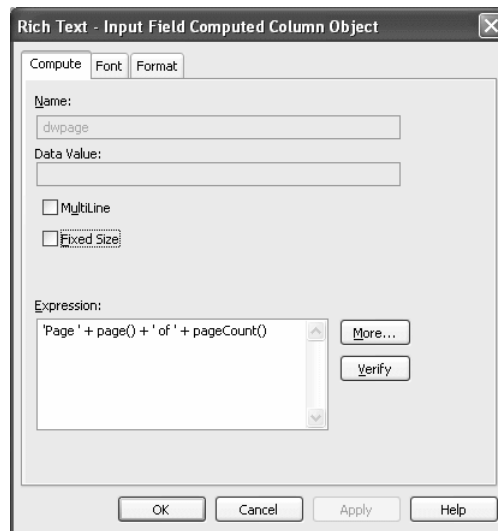 Rich Text - Input Field Computed Column Object
Compute Font Format
Name:
dwpage
Data Value:
MultiLine
Fixed Size
Expression:
'Page ' + page() + ' of ' + pageCount()
More...
Verify
OK Cancel Apply Help